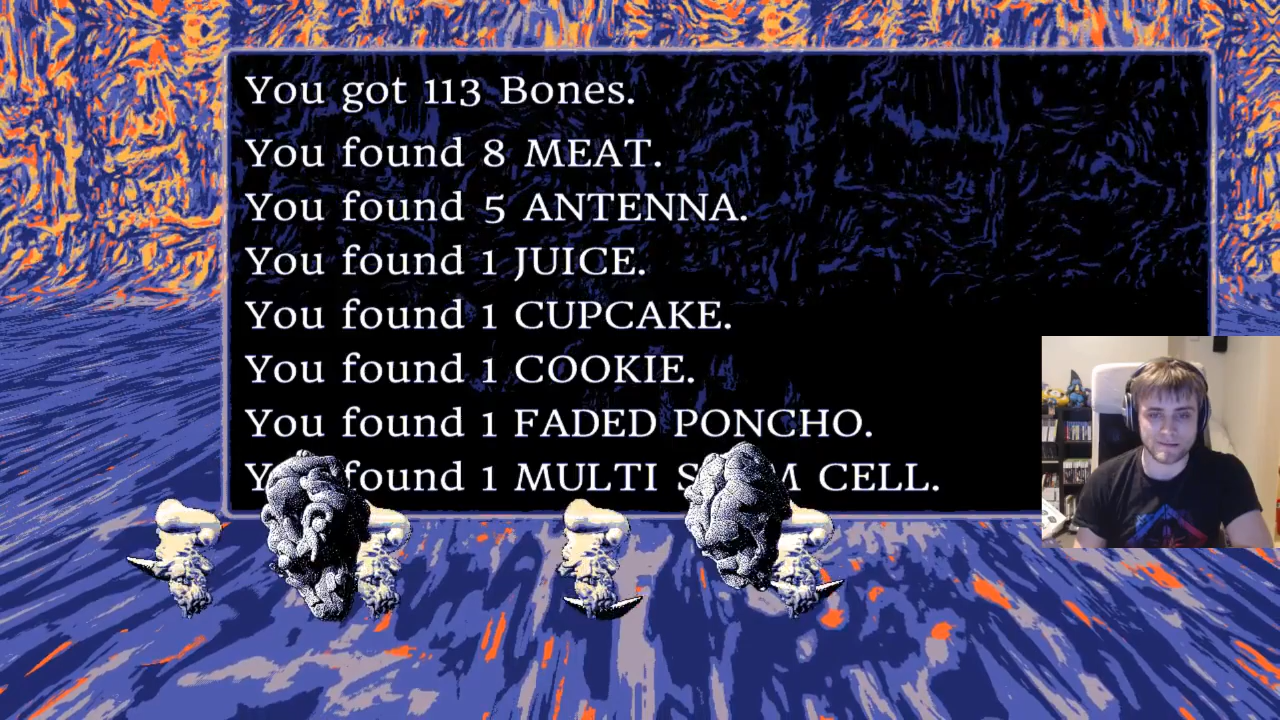 You got 113 Bones.
You found 8 MEAT.
You found 5 ANTENNA.
You found 1 JUICE.
You found 1 CUPCAKE.
You found 1 COOKIE.
You found 1 FADED PONCHO.
found 1 MULTI CELL.